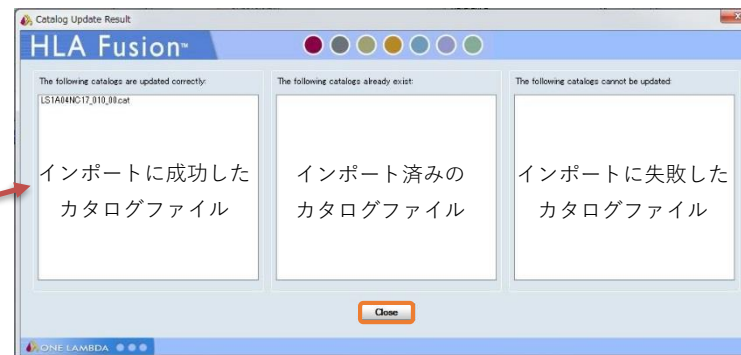 Catalog Update Result
HLA Fusion™
The following catalogs are updated correctly:
The following catalogs already exist:
The following catalogs cannot be updated:
LS1A04NC17_010_00.cat
インポートに成功した
カタログファイル
インポート済みの
カタログファイル
インポートに失敗した
カタログファイル
Close
ONE LAMBDA